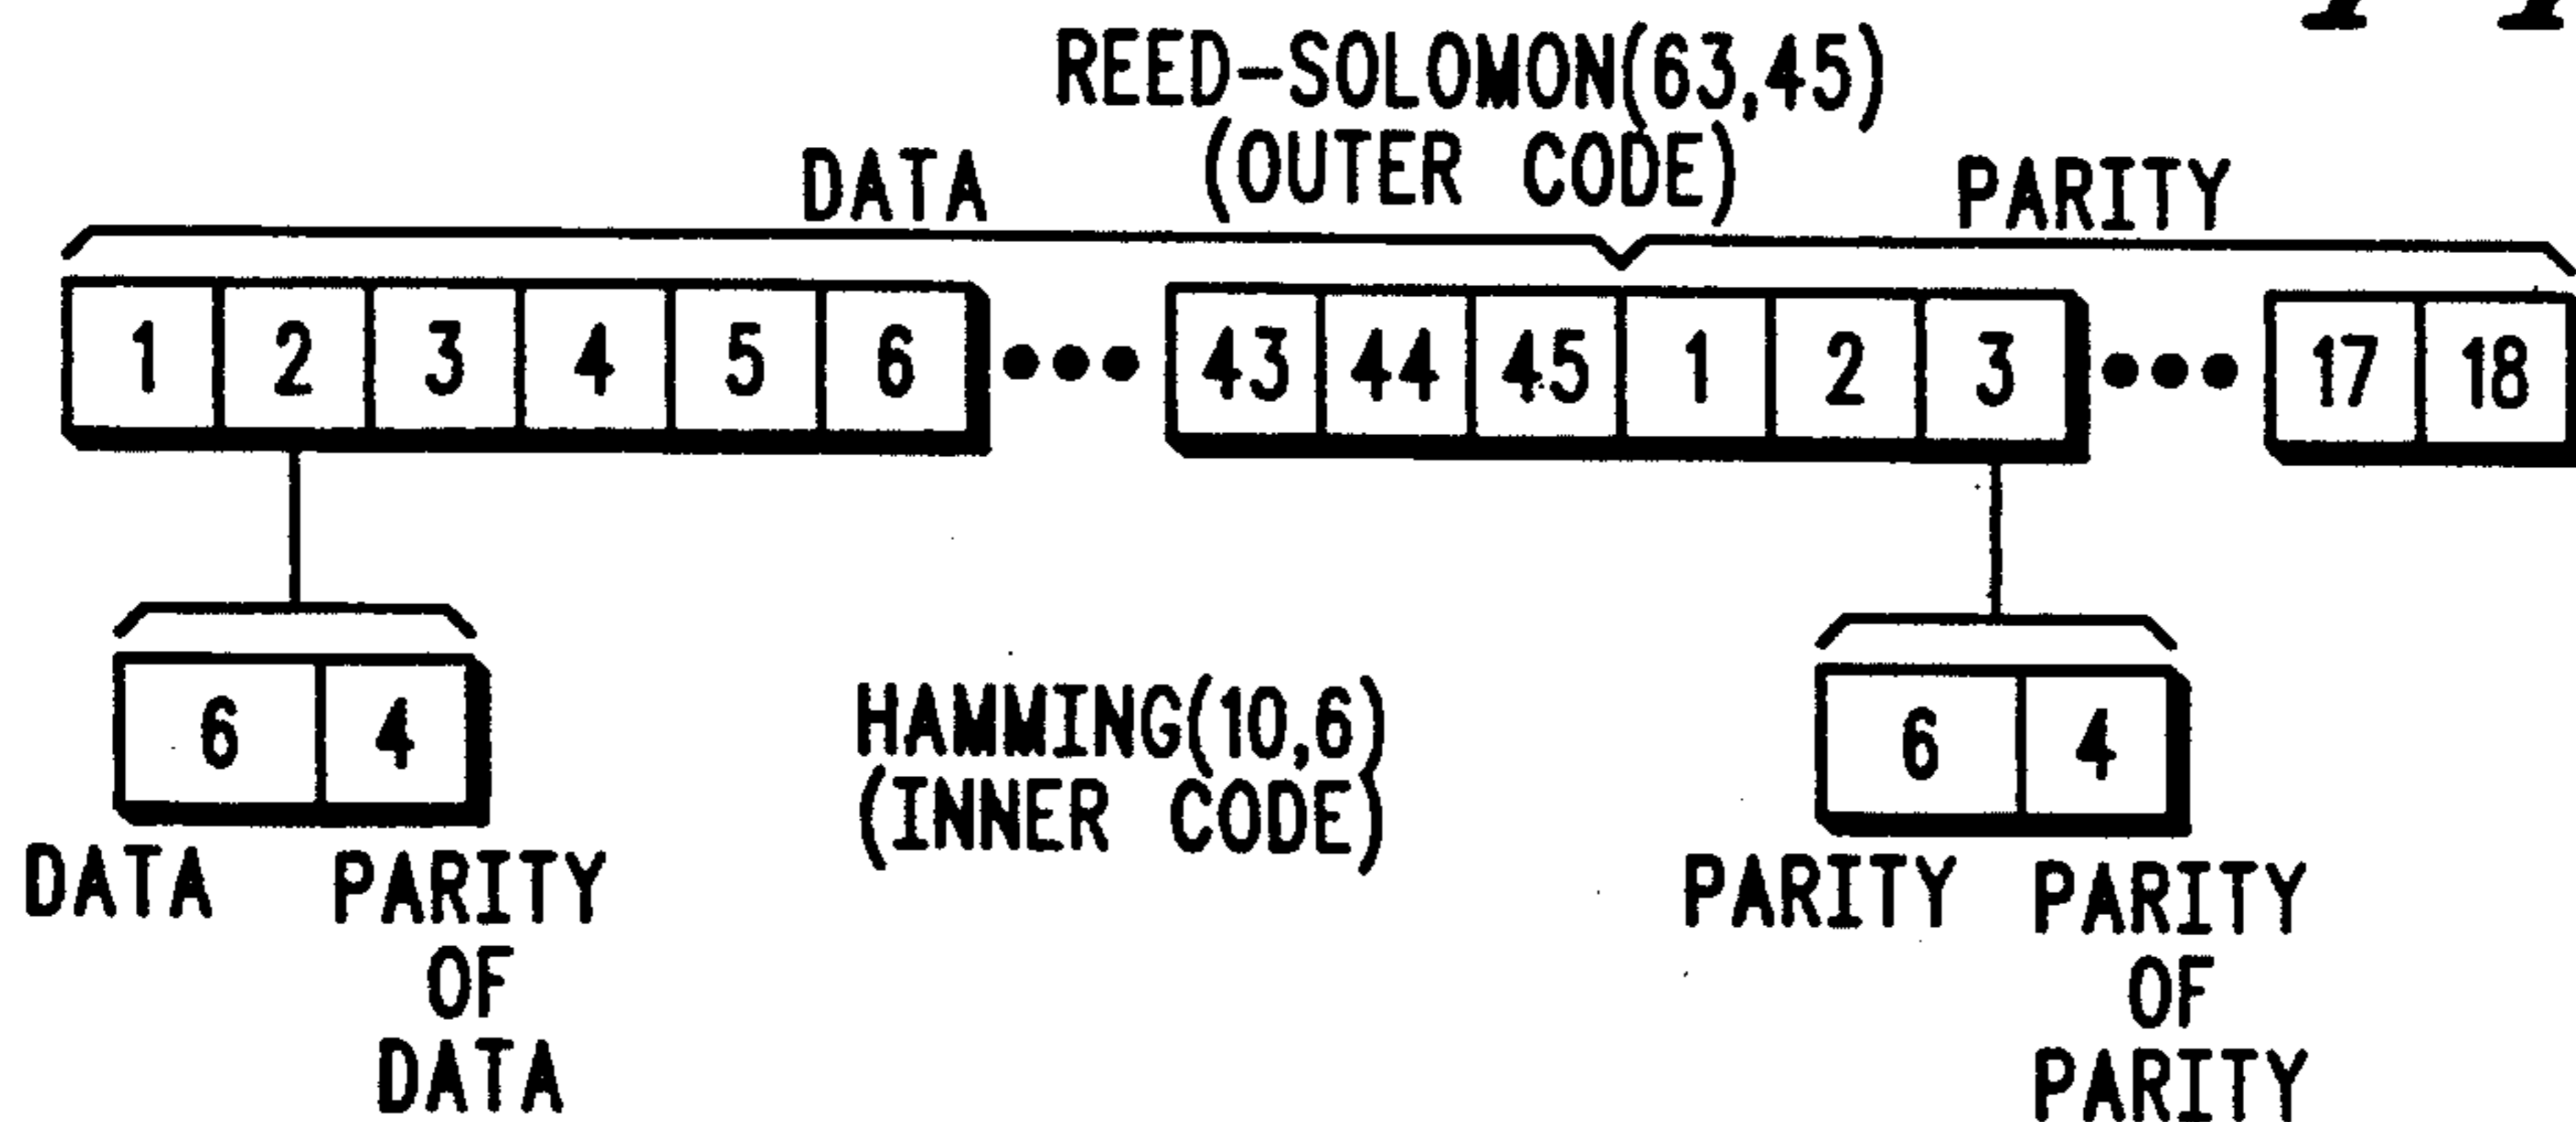 REED-SOLOMON(63,45)
(OUTER CODE)
DATA PARITY
1 2 3 4 5 6 ●●● 43 44 45 1 2 3 ●●● 17 18
6 4 6 4
HAMMING(10,6)
(INNER CODE)
DATA PARITY OF DATA
PARITY PARITY OF PARITY